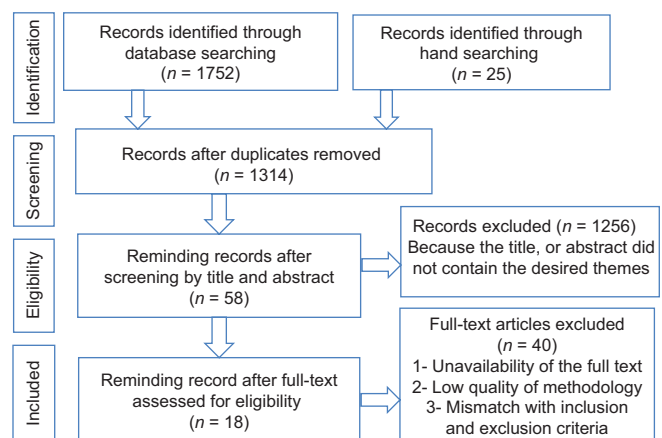 Identification
Records identified through
database searching
(n = 1752)
Records identified through
hand searching
(n = 25)
Screening
Records after duplicates removed
(n = 1314)
Eligibility
Reminding records after
screening by title and abstract
(n = 58)
Records excluded (n = 1256)
Because the title, or abstract did
not contain the desired themes
Included
Reminding record after full-text
assessed for eligibility
(n = 18)
Full-text articles excluded
(n = 40)
1- Unavailability of the full text
2- Low quality of methodology
3- Mismatch with inclusion
and exclusion criteria